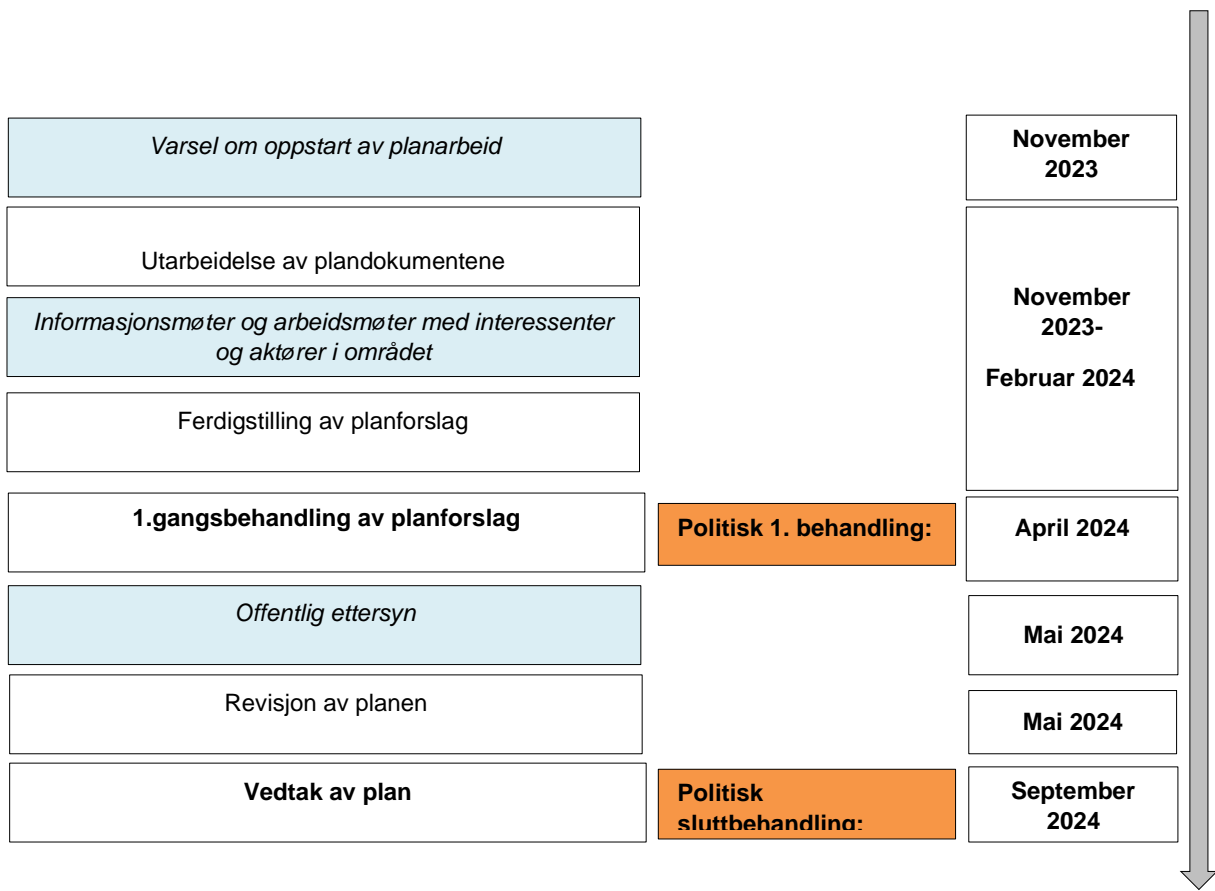 Varsel om oppstart av planarbeid
November
2023
Utarbeidelse av plandokumentene
Informasjonsmøter og arbeidsmøter med interessenter
og aktører i området
Ferdigstilling av planforslag
November
2023-
Februar 2024
1.gangsbehandling av planforslag
Politisk 1. behandling:
April 2024
Offentlig ettersyn
Mai 2024
Revisjon av planen
Mai 2024
Vedtak av plan
Politisk
sluttbehandling:
September
2024